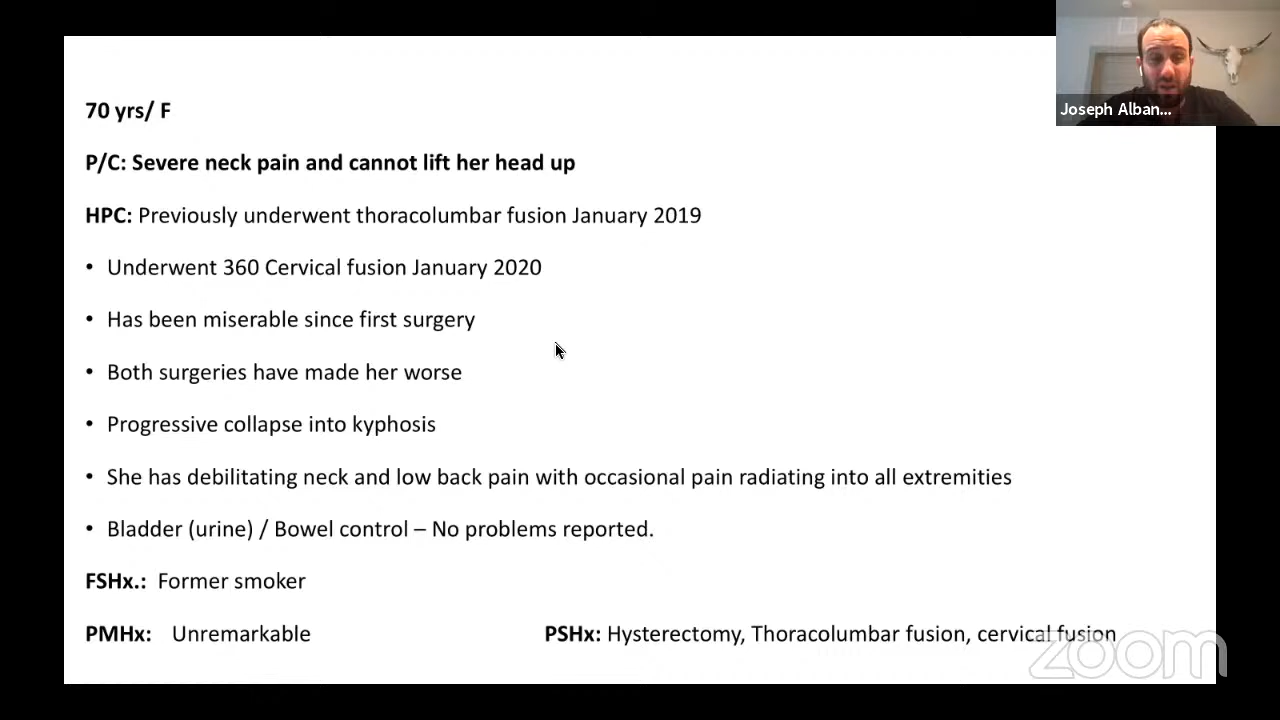 70 yrs/ F
Joseph Alban...
P/C: Severe neck pain and cannot lift her head up
HPC: Previously underwent thoracolumbar fusion January 2019
• Underwent 360 Cervical fusion January 2020
• Has been miserable since first surgery
• Both surgeries have made her worse
• Progressive collapse into kyphosis
• She has debilitating neck and low back pain with occasional pain radiating into all extremities
• Bladder (urine) / Bowel control – No problems reported.
FSHx.: Former smoker
PMHx: Unremarkable PSHx: Hysterectomy, Thoracolumbar fusion, cervical fusion
zoom